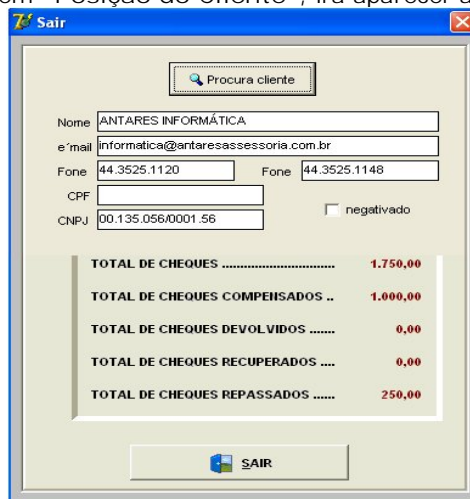 em "Posição do Cliente", irá aparecer a
Sair
Procura cliente
Nome ANTARES INFORMÁTICA
e´mail informatica@antaresassessoria.com.br
Fone 44.3525.1120 Fone 44.3525.1148
CPF
negativado
CNPJ 00.135.056/0001.56
TOTAL DE CHEQUES ................................ 1.750,00
TOTAL DE CHEQUES COMPENSADOS .. 1.000,00
TOTAL DE CHEQUES DEVOLVIDOS ....... 0,00
TOTAL DE CHEQUES RECUPERADOS .... 0,00
TOTAL DE CHEQUES REPASSADOS ...... 250,00
SAIR